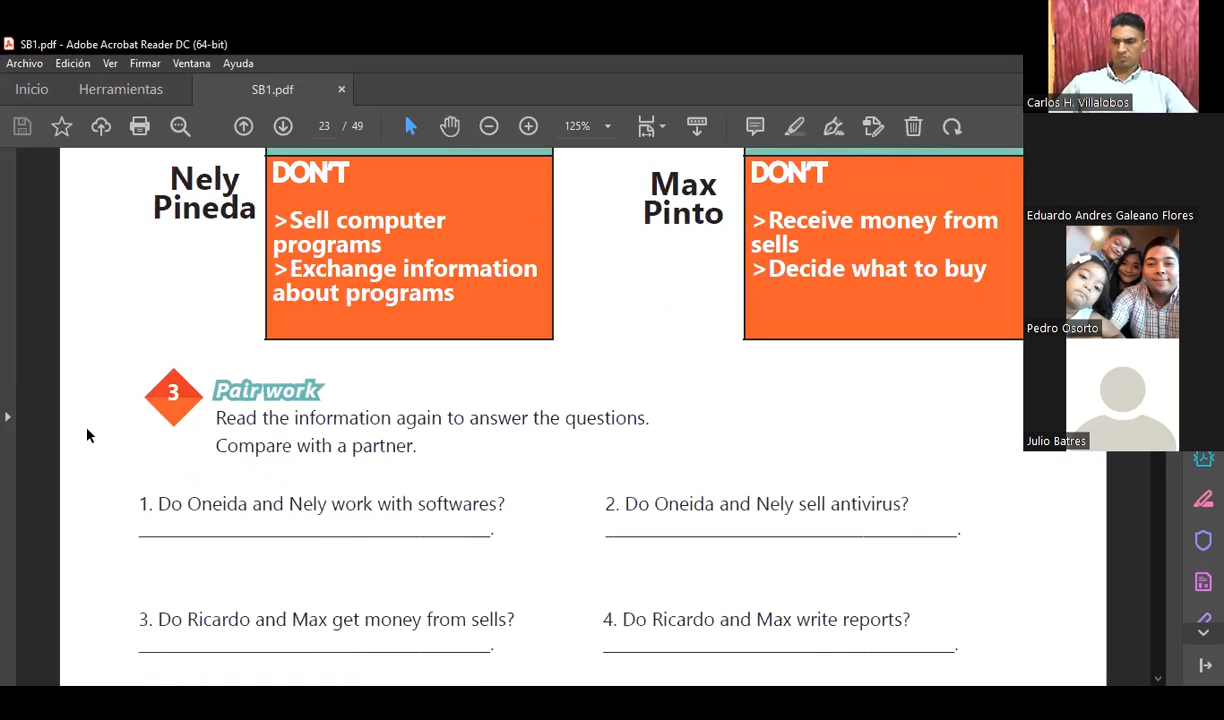 SB1.pdf - Adobe Acrobat Reader DC (64-bit)
Archivo Edición Ver Firmar Ventana Ayuda
Inicio Herramientas SB1.pdf ×
23 / 49 125%
Nely
Pineda
DON'T
>Sell computer
programs
>Exchange information
about programs
Max
Pinto
DON'T
>Receive money from
sells
>Decide what to buy
3 Pair work
Read the information again to answer the questions.
Compare with a partner.
1. Do Oneida and Nely work with softwares?
2. Do Oneida and Nely sell antivirus?
3. Do Ricardo and Max get money from sells?
4. Do Ricardo and Max write reports?
Carlos H. Villalobos
Eduardo Andres Galeano Flores
Pedro Osorto
Julio Batres